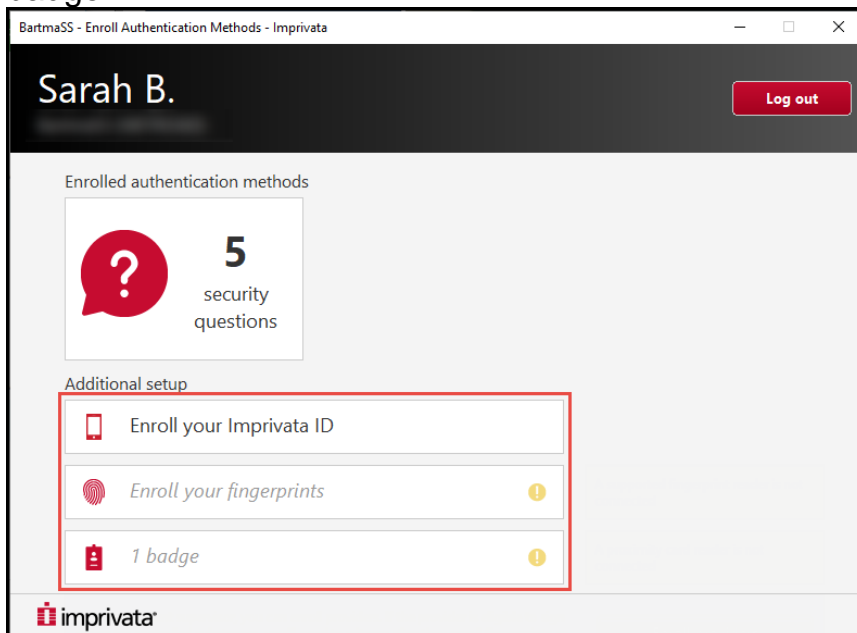 BartmaSS - Enroll Authentication Methods - Imprivata
Sarah B.
Log out
Enrolled authentication methods
5
security
questions
Additional setup
Enroll your Imprivata ID
Enroll your fingerprints
1 badge
imprivata